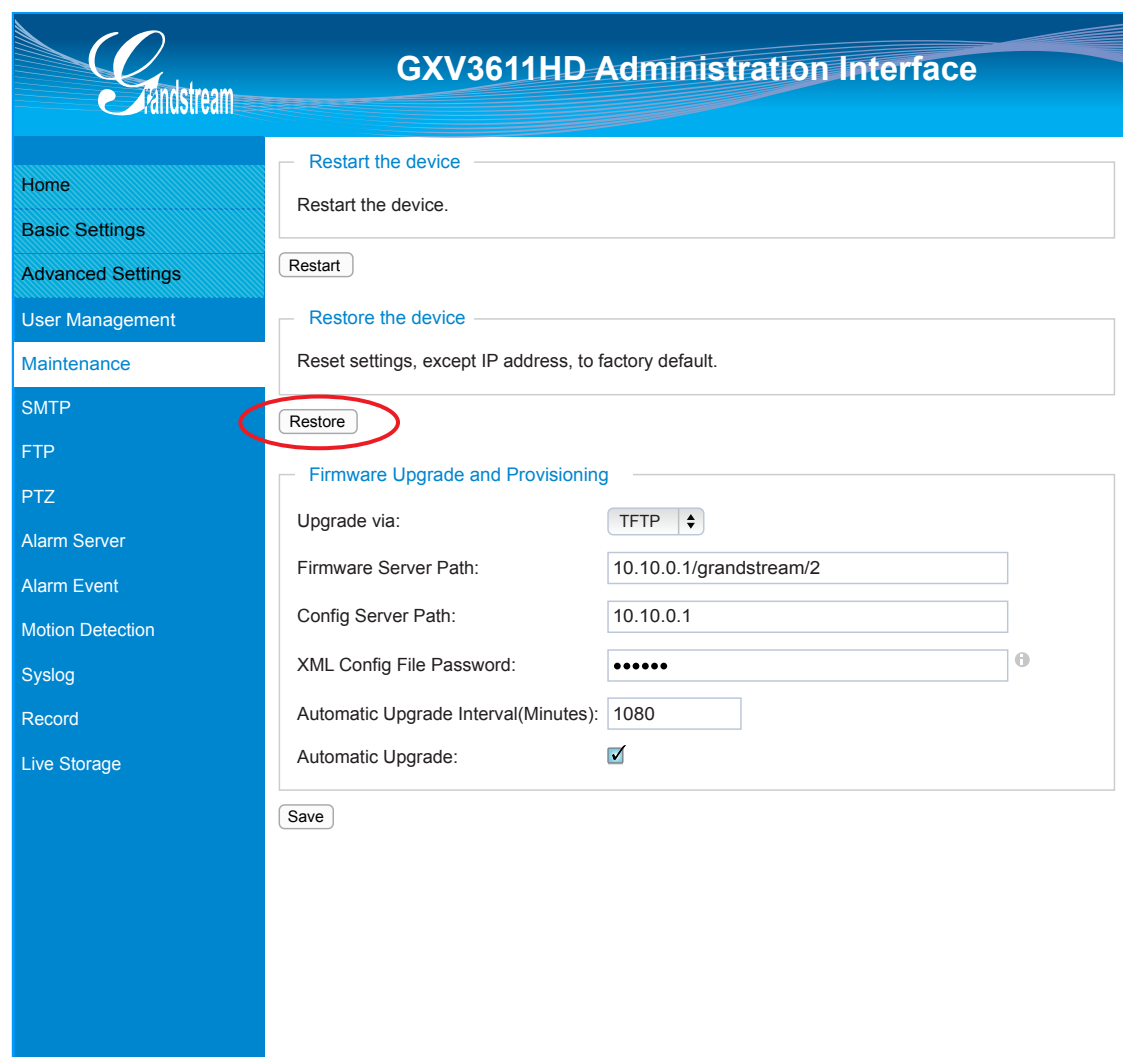 Grandstream
GXV3611HD Administration Interface
Home
Basic Settings
Advanced Settings
User Management
Maintenance
SMTP
FTP
PTZ
Alarm Server
Alarm Event
Motion Detection
Syslog
Record
Live Storage
Restart the device
Restart the device.
Restart
Restore the device
Reset settings, except IP address, to factory default.
Restore
Firmware Upgrade and Provisioning
Upgrade via: TFTP
Firmware Server Path: 10.10.0.1/grandstream/2
Config Server Path: 10.10.0.1
XML Config File Password: ••••••
Automatic Upgrade Interval(Minutes): 1080
Automatic Upgrade:
Save